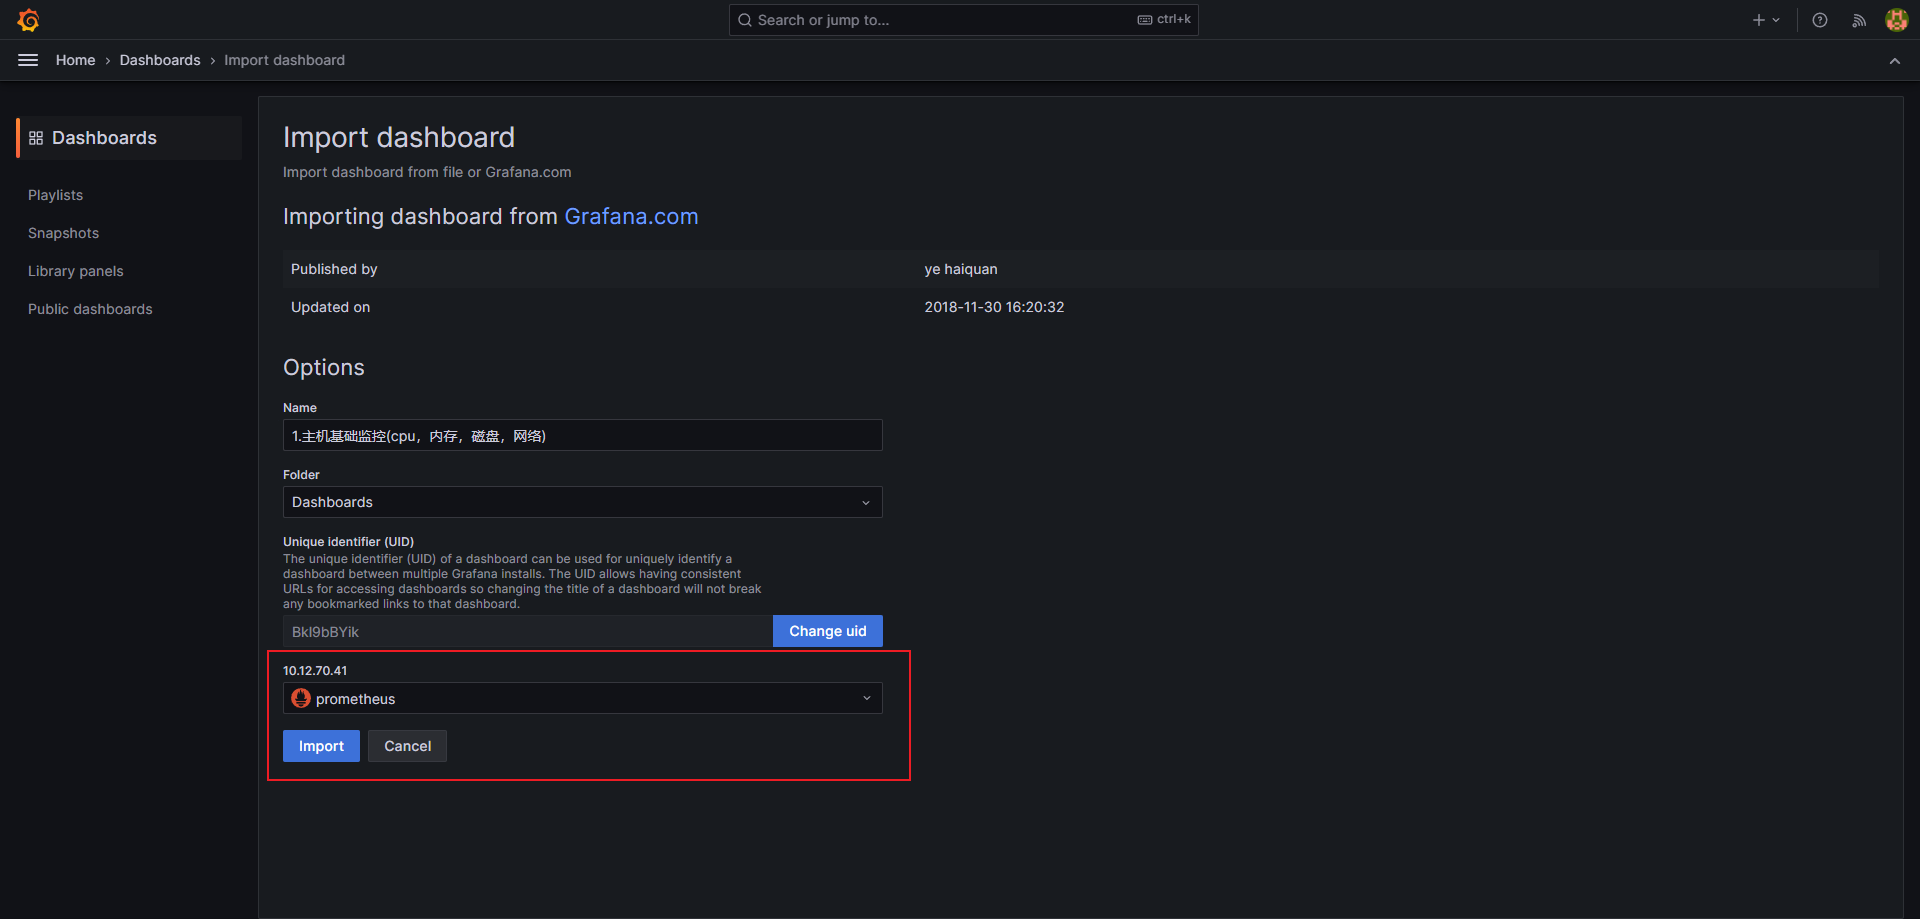 Search or jump to...
ctrl+k
Home › Dashboards › Import dashboard
Dashboards
Playlists
Snapshots
Library panels
Public dashboards
Import dashboard
Import dashboard from file or Grafana.com
Importing dashboard from Grafana.com
Published by ye haiquan
Updated on 2018-11-30 16:20:32
Options
Name
1.主机基础监控(cpu，内存，磁盘，网络)
Folder
Dashboards
Unique identifier (UID)
The unique identifier (UID) of a dashboard can be used for uniquely identify a
dashboard between multiple Grafana installs. The UID allows having consistent
URLs for accessing dashboards so changing the title of a dashboard will not break
any bookmarked links to that dashboard.
BkI9bBYik
Change uid
10.12.70.41
prometheus
Import
Cancel